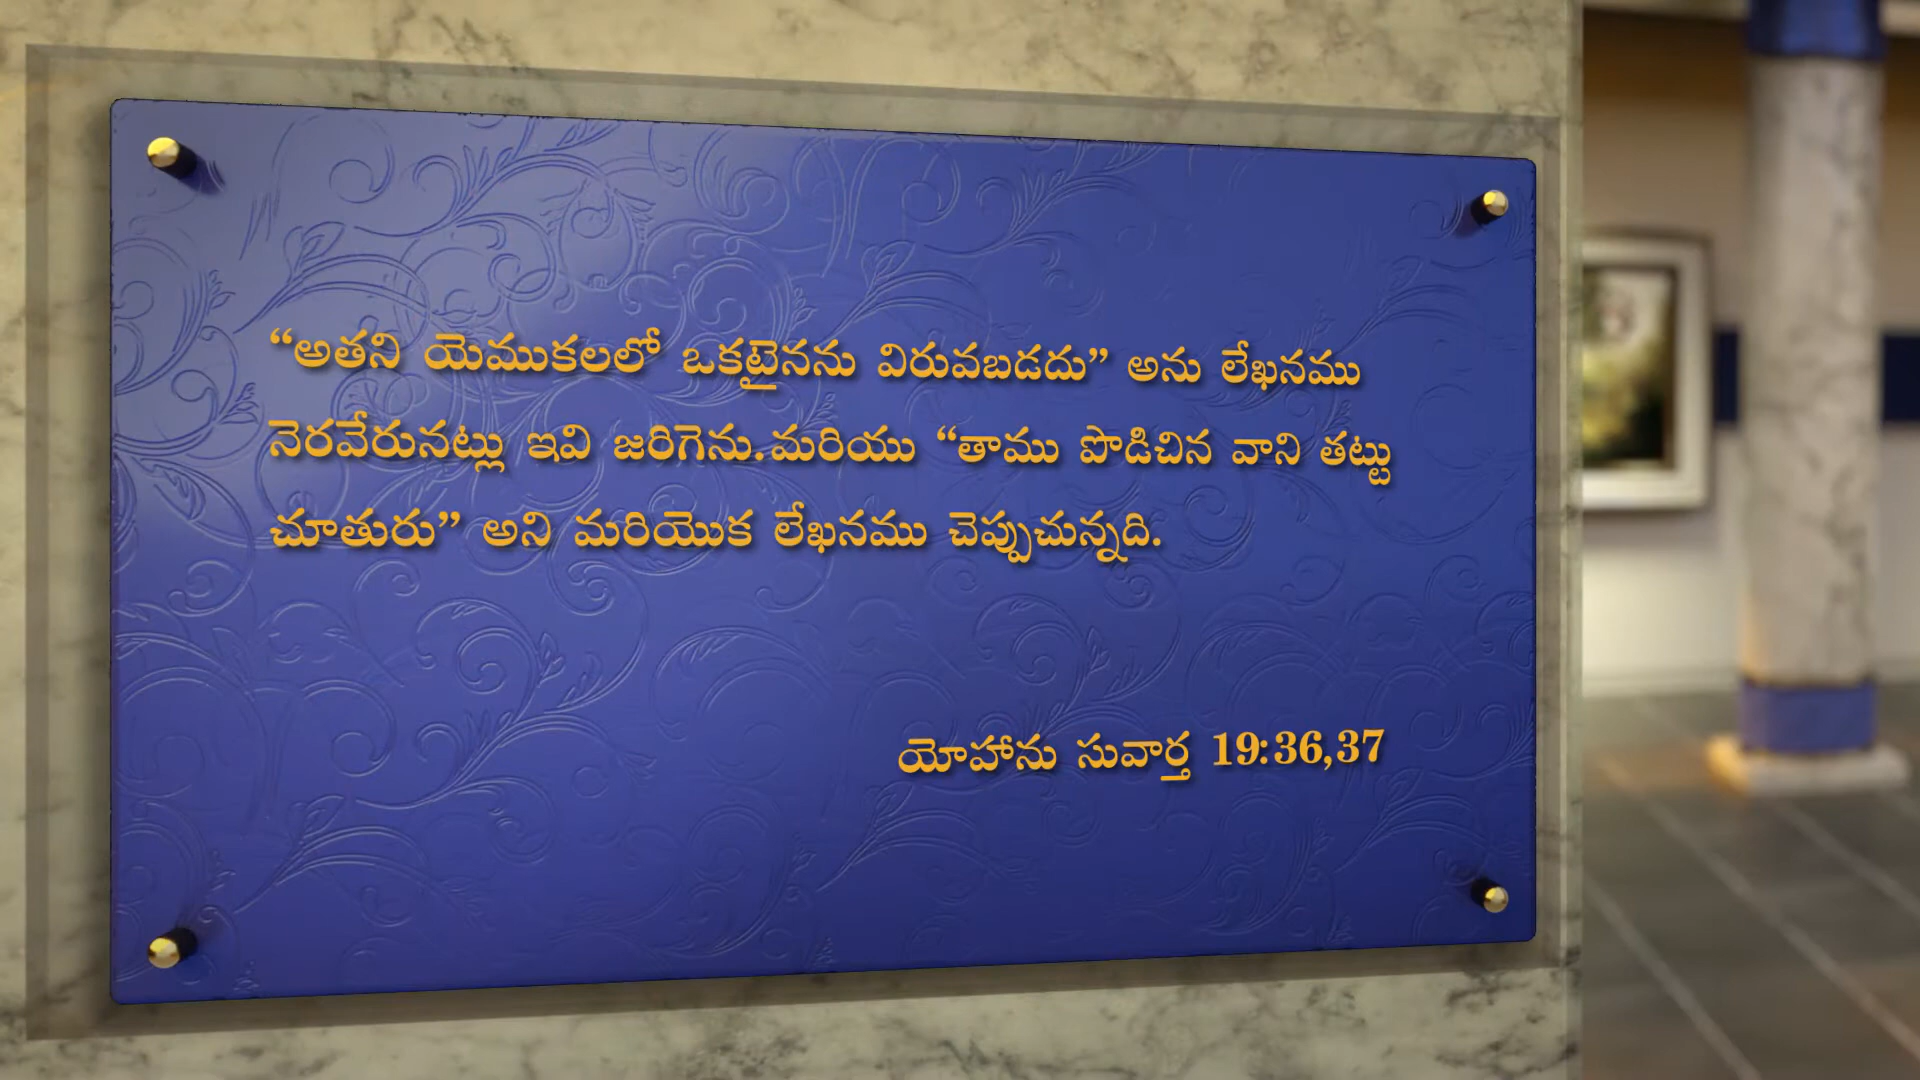 “అతని యెముకలలో ఒకటైనను విరువబడదు” అను లేఖనము
నెరవేరునట్లు ఇవి జరిగెను.మరియు “తాము పొడిచిన వాని తట్టు
చూతురు” అని మరియొక లేఖనము చెప్పుచున్నది.
యోహాను సువార్త 19:36,37